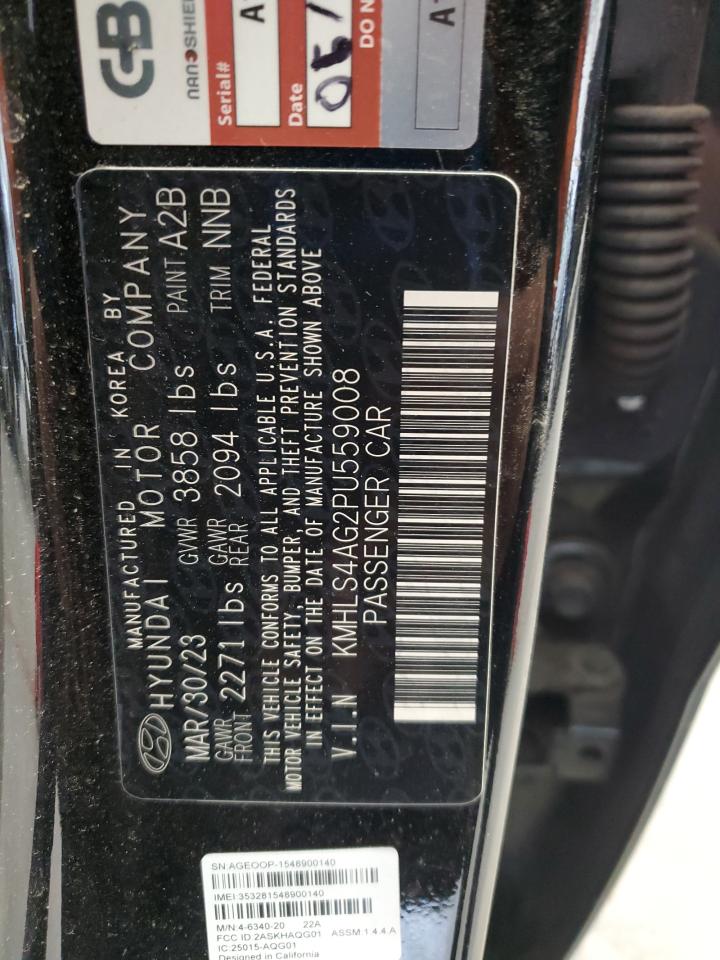 GB
NANOSHIEL
Serial#
A
Date
05/
DO N
A
MANUFACTURED IN KOREA BY
HYUNDAI MOTOR COMPANY
MAR/30/23 GVWR 3858 lbs PAINT A2B
GAWR FRONT 2271 lbs GAWR REAR 2094 lbs TRIM NNB
THIS VEHICLE CONFORMS TO ALL APPLICABLE U.S.A. FEDERAL
MOTOR VEHICLE SAFETY, BUMPER, AND THEFT PREVENTION STANDARDS
IN EFFECT ON THE DATE OF MANUFACTURE SHOWN ABOVE
V.I.N KMHLS4AG2PU559008
PASSENGER CAR
SN:AGEOOP-1548900140
IMEI:353281548900140
M/N:4-6340-20 22A
FCC ID:2ASKHAQG01 ASSM:1.4.4.A
IC:25015-AQG01
Designed in California